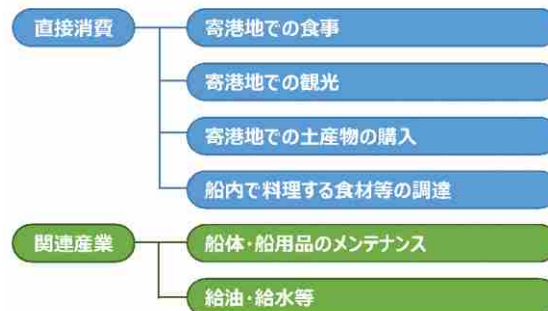 直接消費
寄港地での食事
寄港地での観光
寄港地での土産物の購入
船内で料理する食材等の調達
関連産業
船体・船用品のメンテナンス
給油・給水等